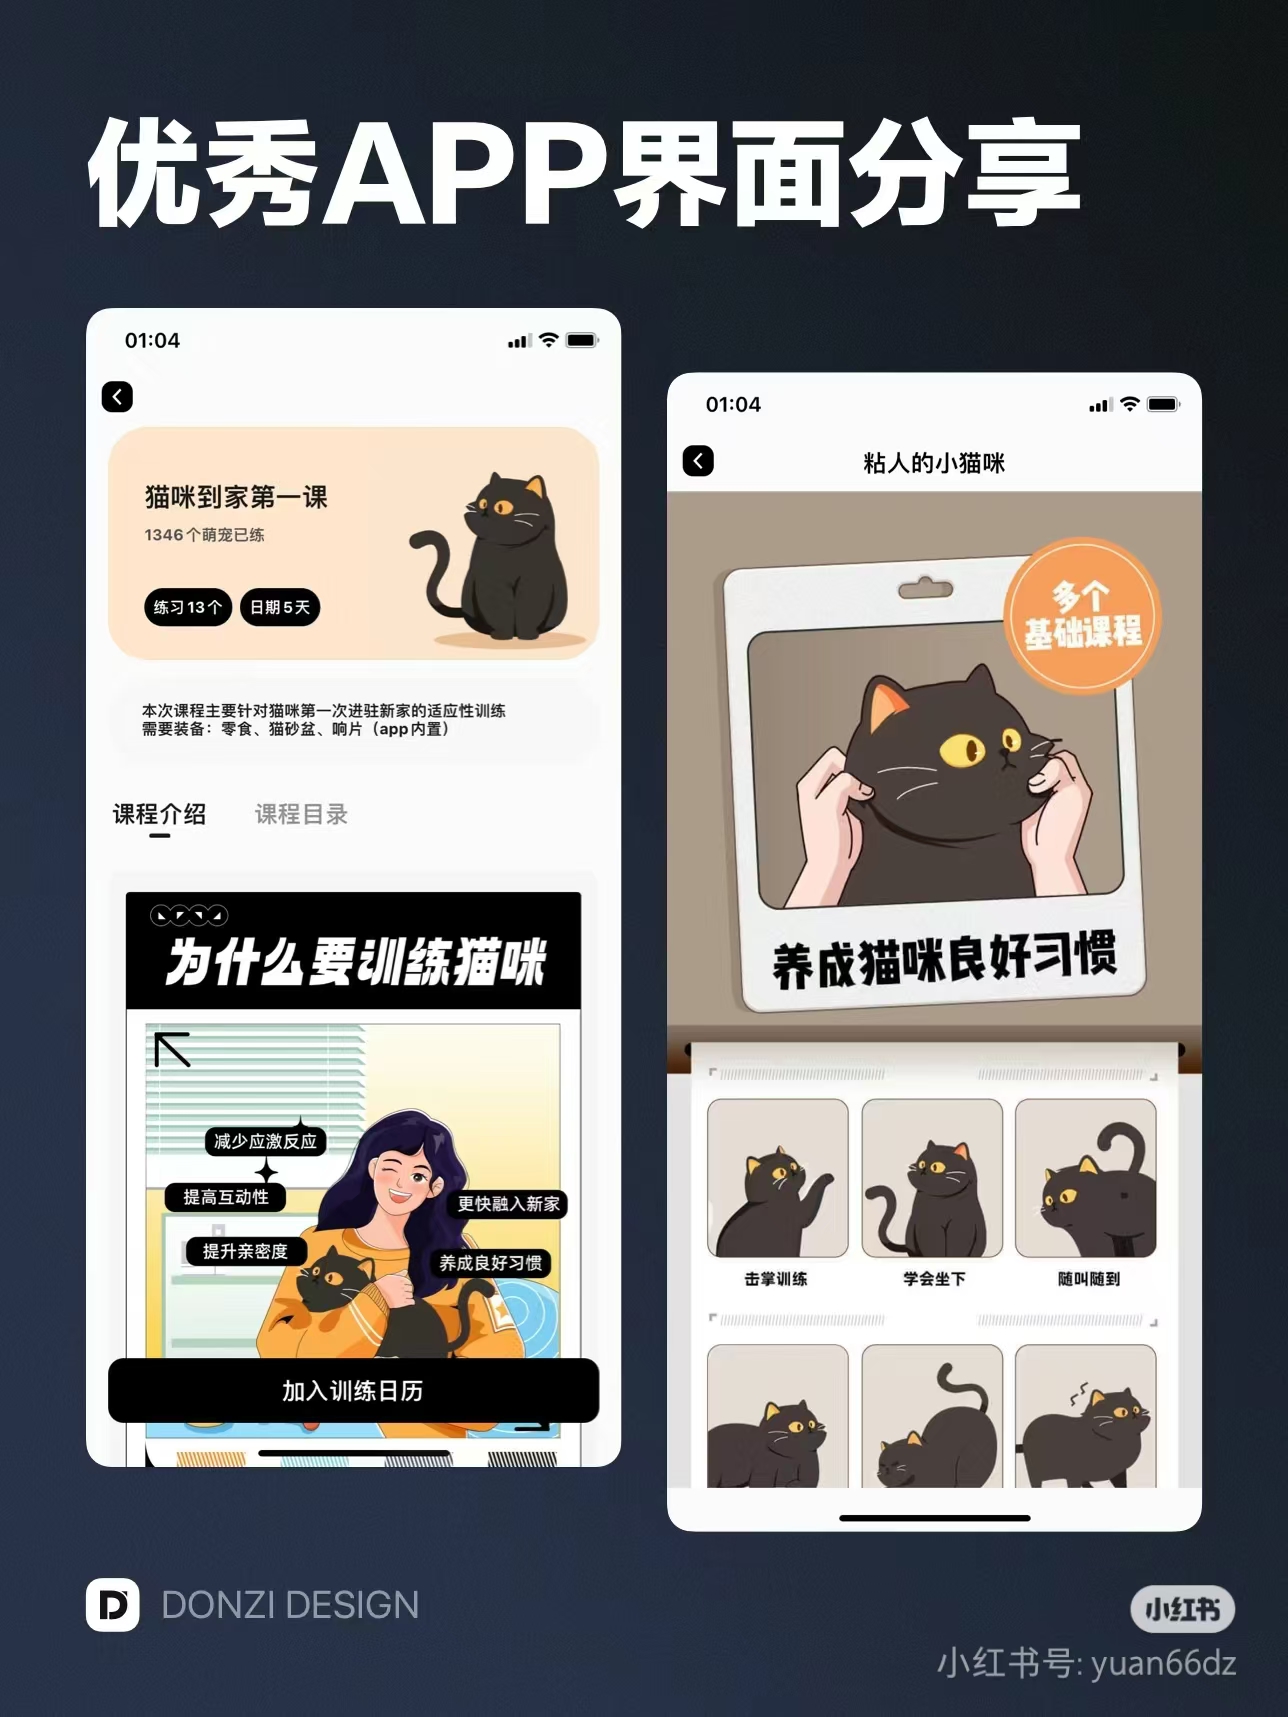 优秀APP界面分享
01:04
猫咪到家第一课
1346个萌宠已练
练习13个
日期5天
本次课程主要针对猫咪第一次进驻新家的适应性训练
需要装备：零食、猫砂盆、响片（app内置）
课程介绍
课程目录
为什么要训练猫咪
减少应激反应
提高互动性
更快融入新家
提升亲密度
养成良好习惯
加入训练日历
01:04
粘人的小猫咪
多个
基础课程
养成猫咪良好习惯
击掌训练
学会坐下
随叫随到
D
DONZI DESIGN
小红书
小红书号: yuan66dz